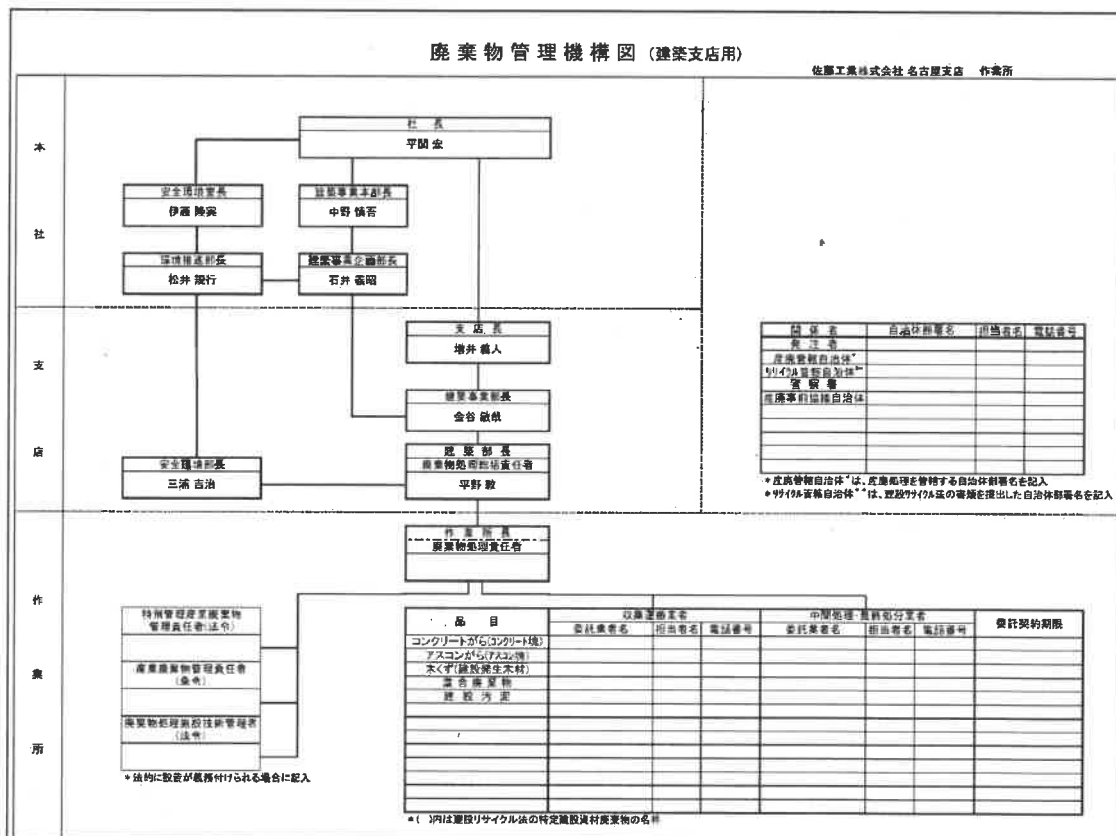 廃棄物管理機構図 (建築支店用)
佐藤工業株式会社 名古屋支店 作業所
本社
社長
平間 宏
安全環境室長
伊藤 陸実
建築事業本部長
中野 慎吾
環境推進部長
松井 規行
建築事業企画部長
石井 義昭
支店
支店長
増井 義人
建築事業部長
金谷 敏哉
建築部長
廃棄物処理総括責任者
平野 敦
安全環境部長
三浦 吉治
関係者 自治体部署名 担当者名 電話番号
発注者
産廃管轄自治体*
リサイクル管轄自治体**
警察署
産廃事前協議自治体
*産廃管轄自治体*は、産廃処理を管轄する自治体部署名を記入
*リサイクル管轄自治体**は、建設リサイクル法の書類を提出した自治体部署名を記入
作業所
作業所長
廃棄物処理責任者
特別管理産業廃棄物
管理責任者(法令)
産業廃棄物管理責任者
(条令)
廃棄物処理施設技術管理者
(法令)
*法的に設置が義務付けられる場合に記入
品目 収集運搬業者 中間処理・最終処分業者 委託契約期限
委託業者名 担当者名 電話番号 委託業者名 担当者名 電話番号
コンクリートがら(コンクリート塊)
アスコンがら(アスコン塊)
木くず(建設発生木材)
混合廃棄物
建設汚泥
*( )内は建設リサイクル法の特定建設資材廃棄物の名称